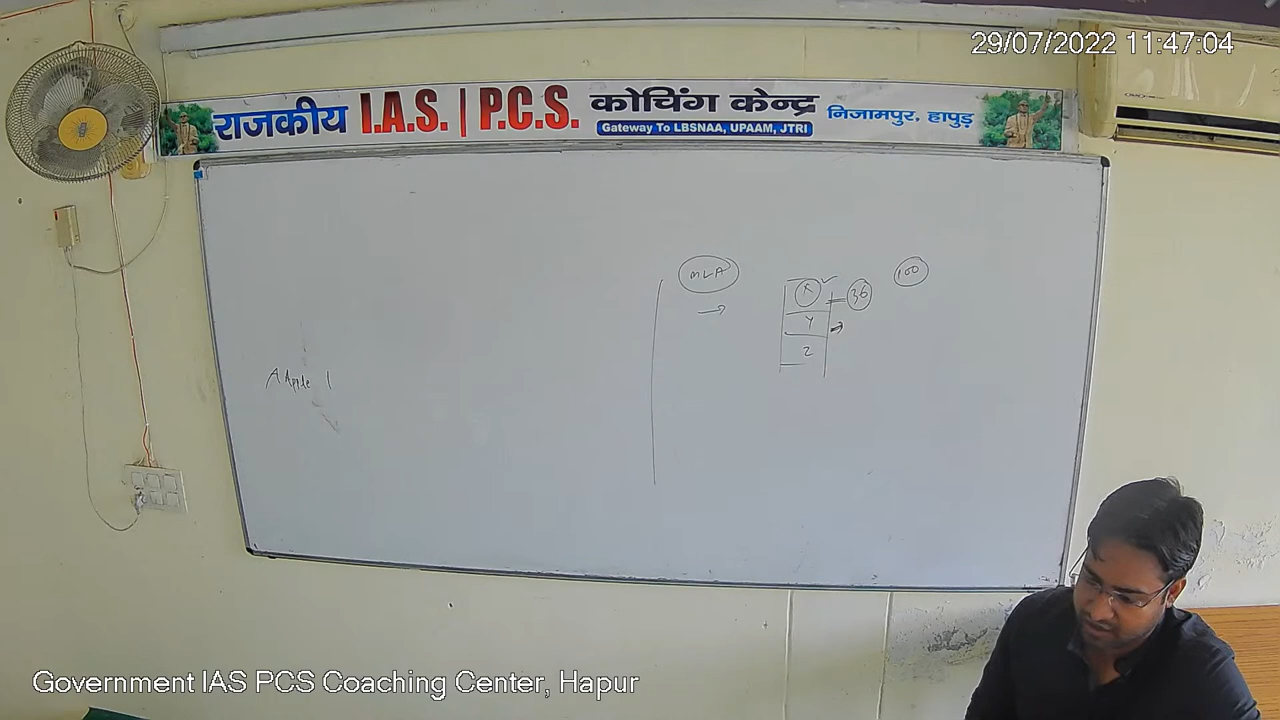 29/07/2022 11:47:04
राजकीय I.A.S. | P.C.S. कोचिंग केन्द्र निजामपुर, हापुड़
Gateway To LBSNAA, UPAAM, JTRI
MLA
100
36
Y
Z
A Apple
Government IAS PCS Coaching Center, Hapur